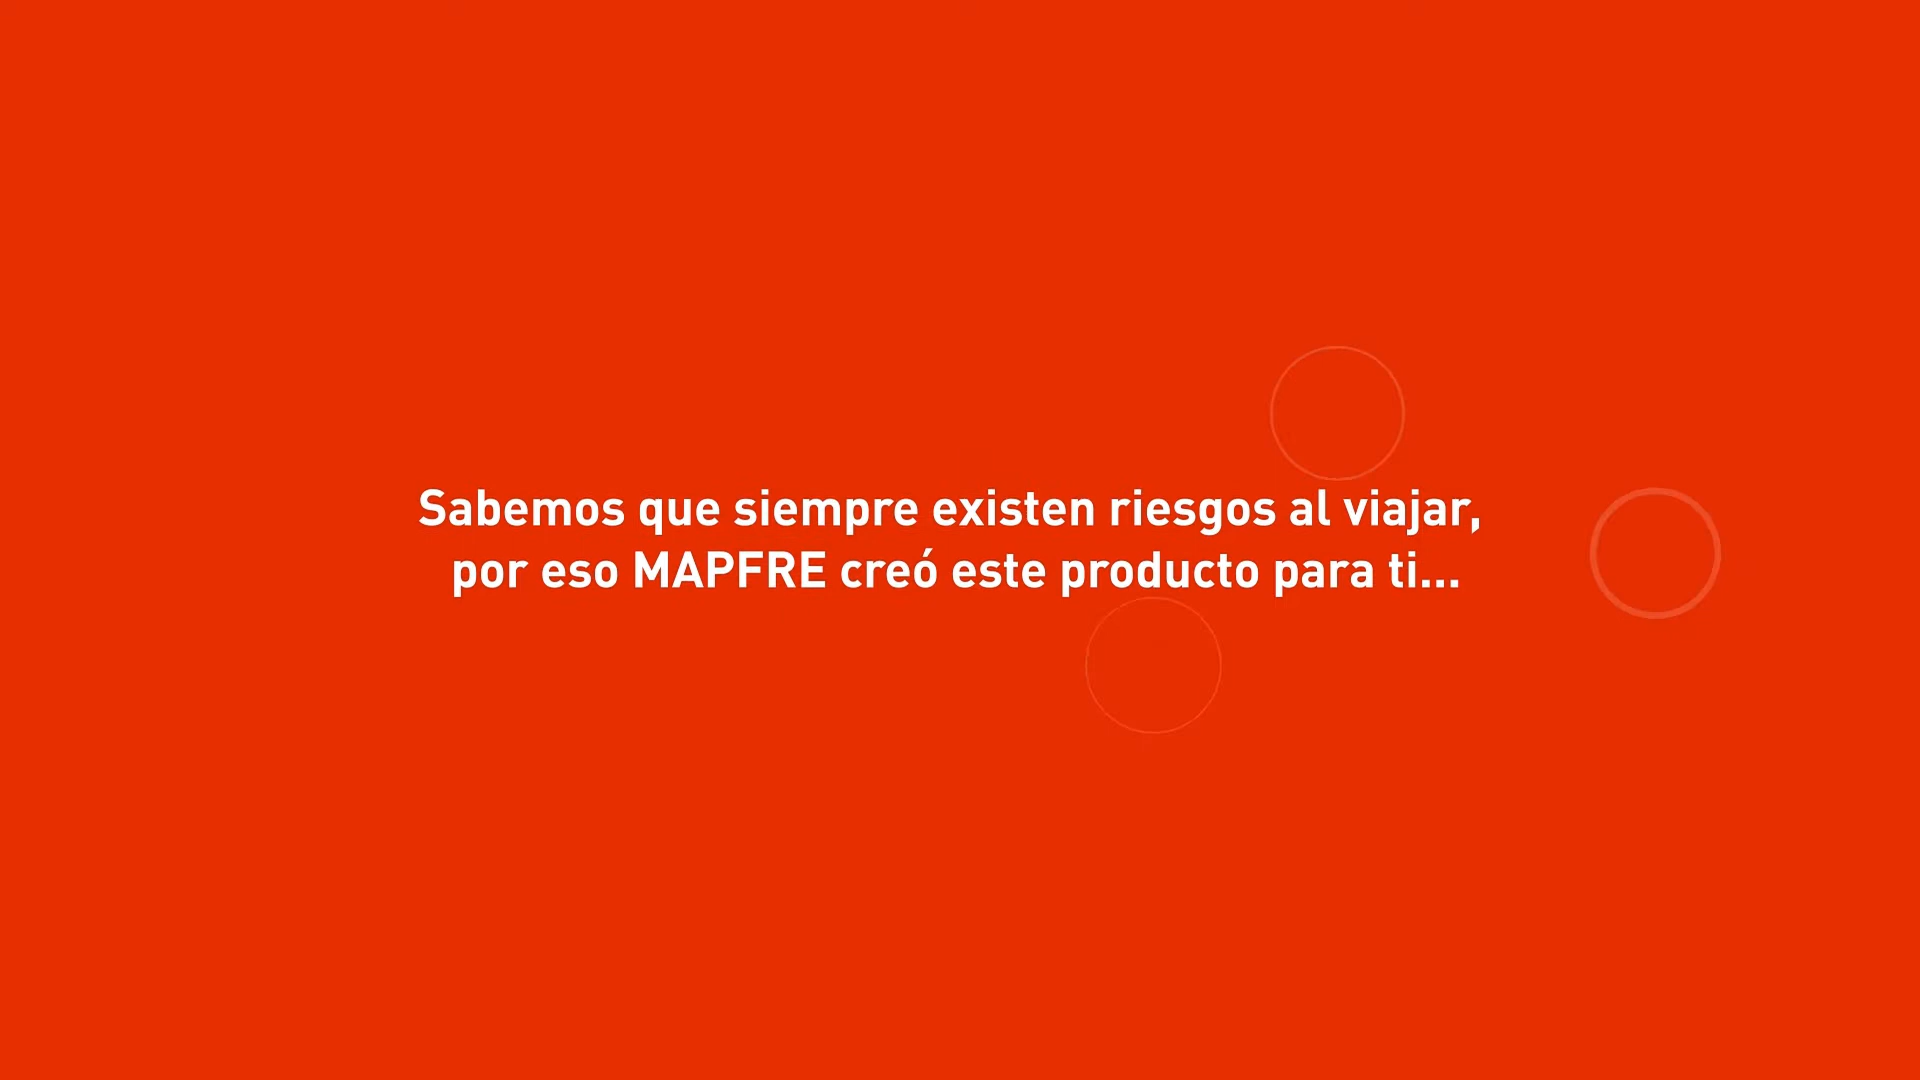 Sabemos que siempre existen riesgos al viajar,
por eso MAPFRE creó este producto para ti...